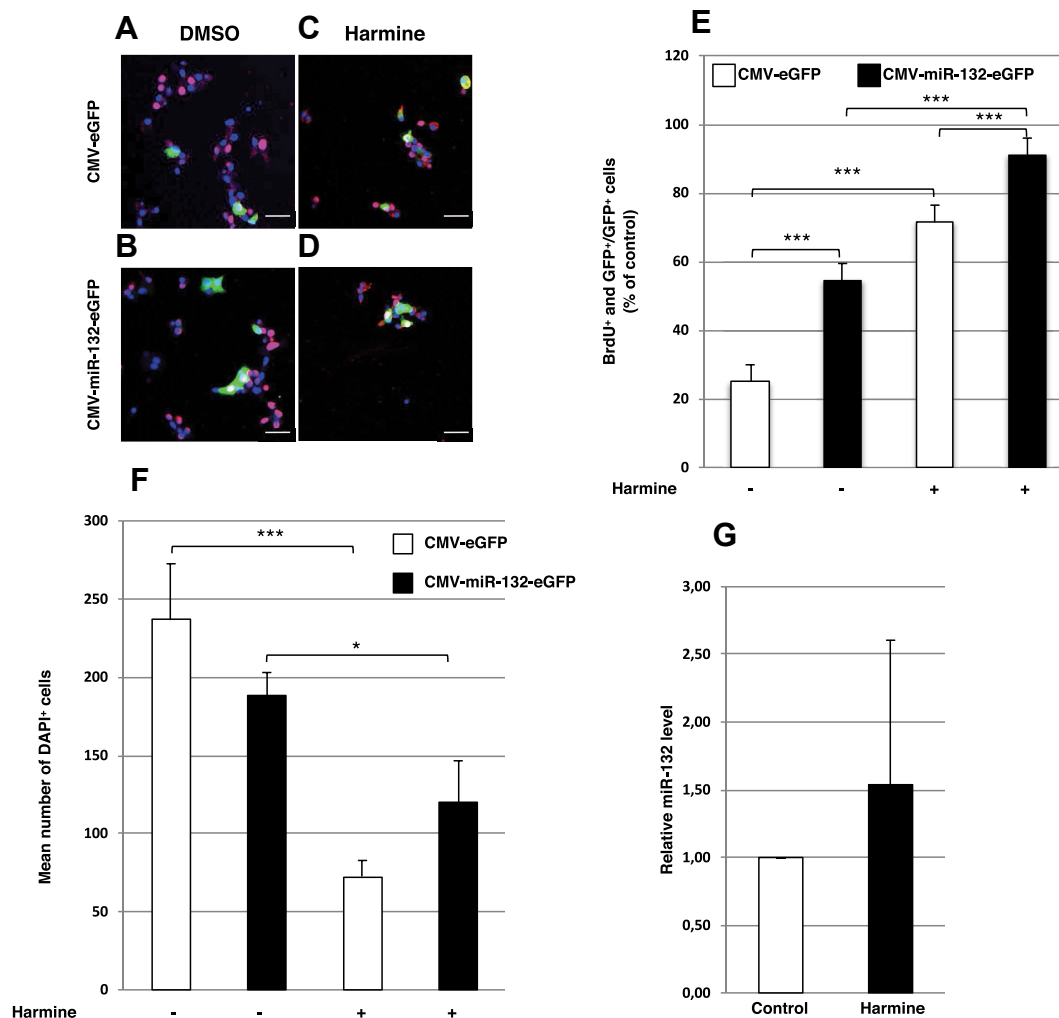 A
DMSO
C
Harmine
CMV-eGFP
B
D
CMV-miR-132-eGFP
E
120
100
80
60
40
20
0
BrdU⁺ and GFP⁺/GFP⁺ cells
(% of control)
CMV-eGFP
CMV-miR-132-eGFP
***
***
***
***
Harmine
-
-
+
+
F
300
250
200
150
100
50
0
Mean number of DAPI⁺ cells
***
CMV-eGFP
CMV-miR-132-eGFP
*
Harmine
-
-
+
+
G
3,00
2,50
2,00
1,50
1,00
0,50
0,00
Relative miR-132 level
Control
Harmine